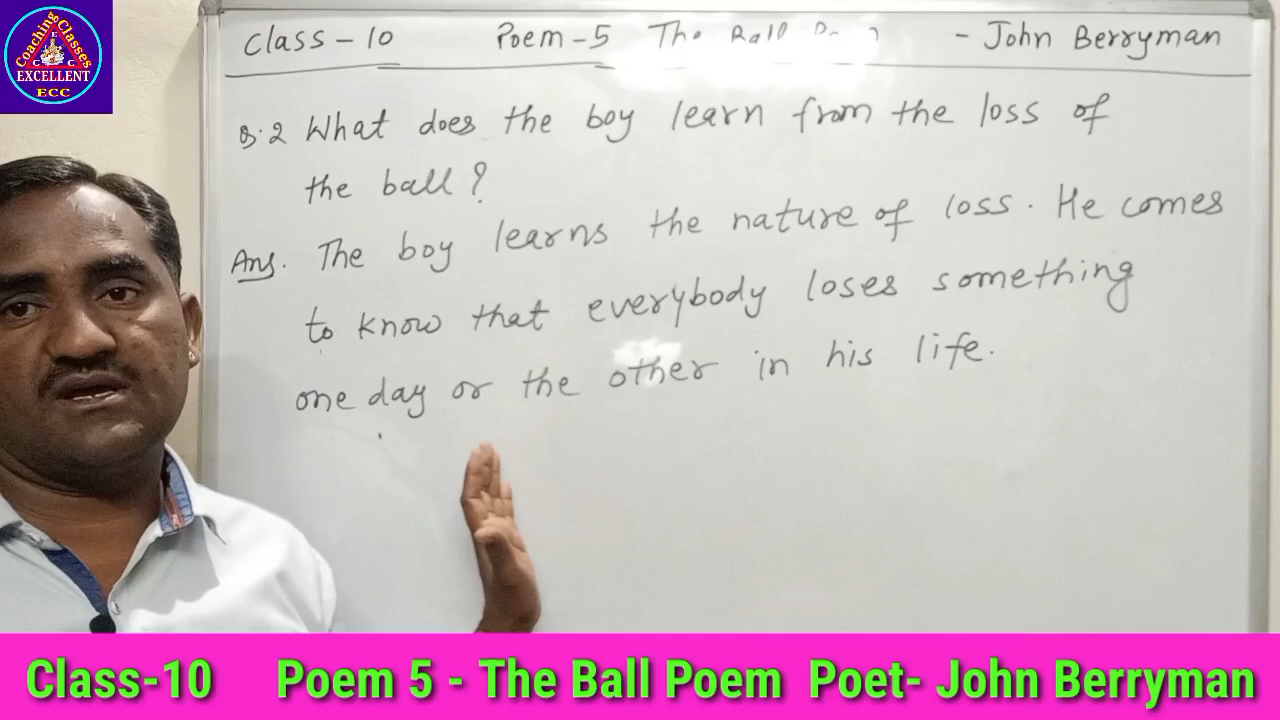 Coaching Classes
E
C C
EXCELLENT
ECC
Class - 10 Poem - 5 The Ball - John Berryman
Q.2 What does the boy learn from the loss of
the ball?
Ans. The boy learns the nature of loss. He comes
to know that everybody loses something
one day or the other in his life.
Class-10 Poem 5 - The Ball Poem Poet- John Berryman